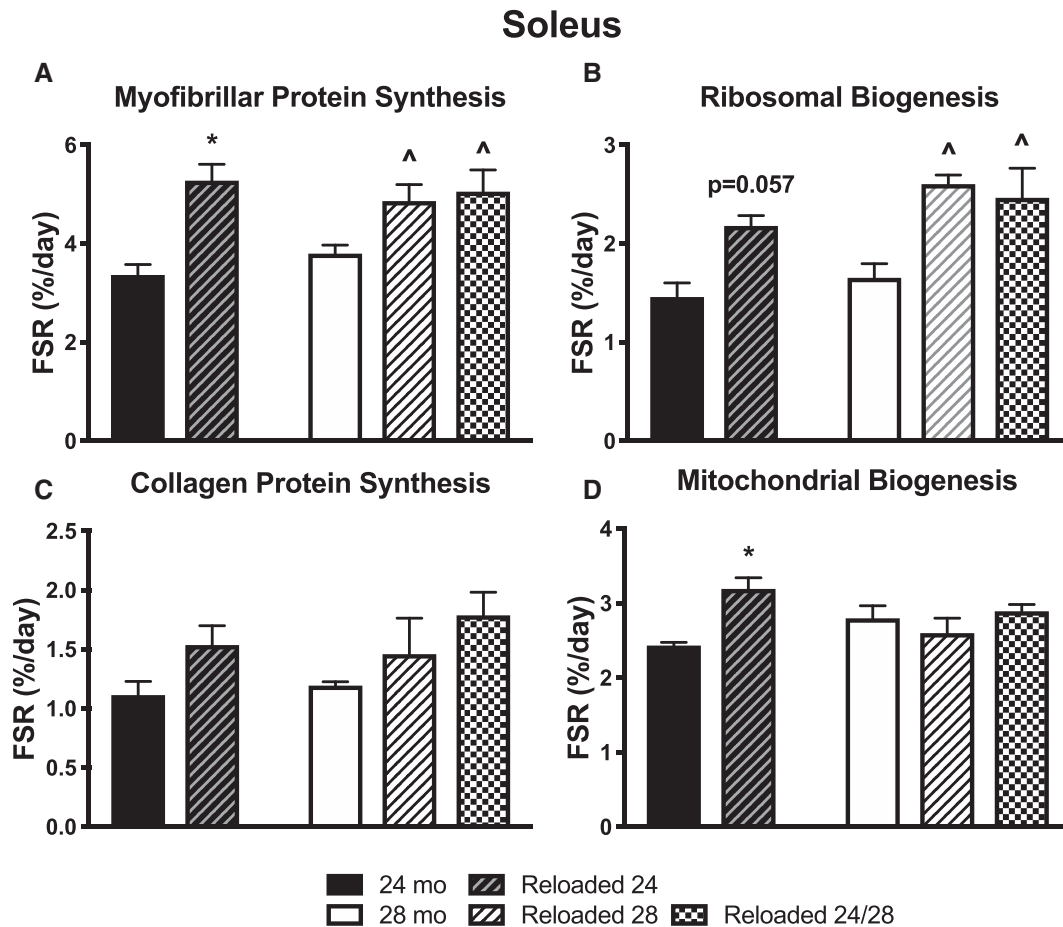 Soleus
A
Myofibrillar Protein Synthesis
FSR (%/day)
6
4
2
0
*
^
^
B
Ribosomal Biogenesis
FSR (%/day)
3
2
1
0
p=0.057
^
^
C
Collagen Protein Synthesis
FSR (%/day)
2.5
2.0
1.5
1.0
0.5
0.0
D
Mitochondrial Biogenesis
FSR (%/day)
4
3
2
1
0
*
24 mo Reloaded 24
28 mo Reloaded 28 Reloaded 24/28